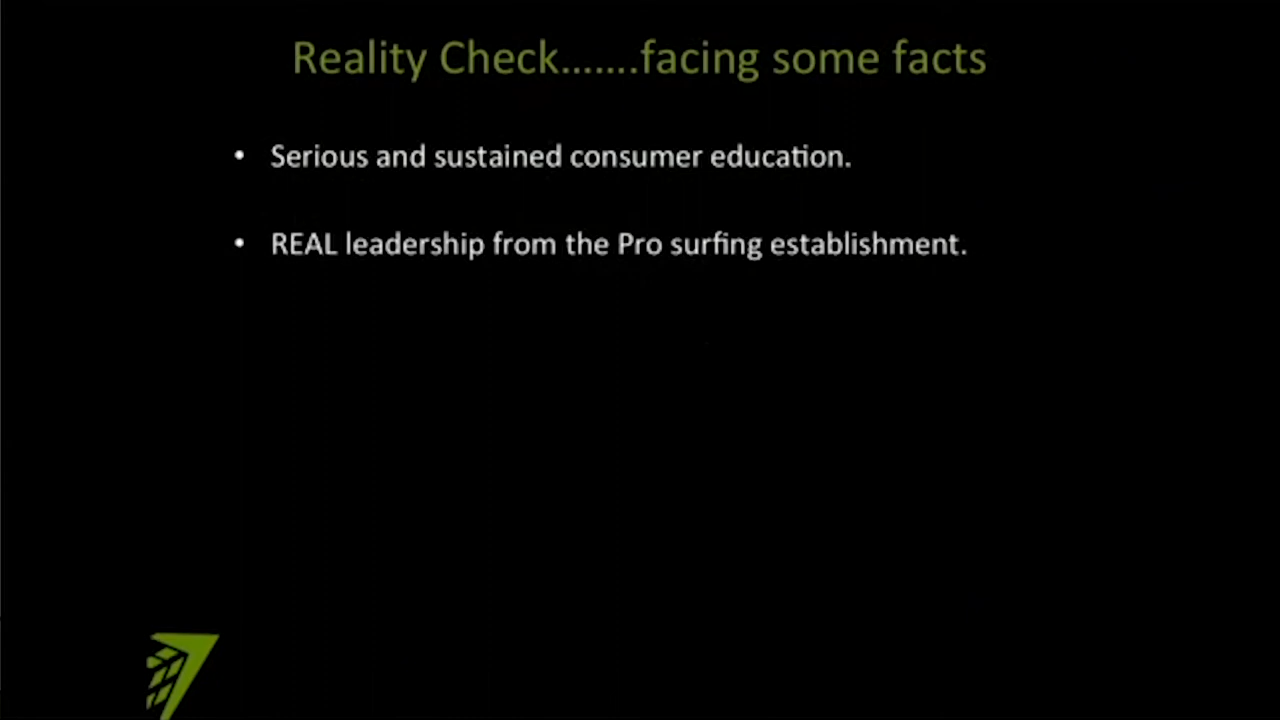 Reality Check.......facing some facts
• Serious and sustained consumer education.
• REAL leadership from the Pro surfing establishment.